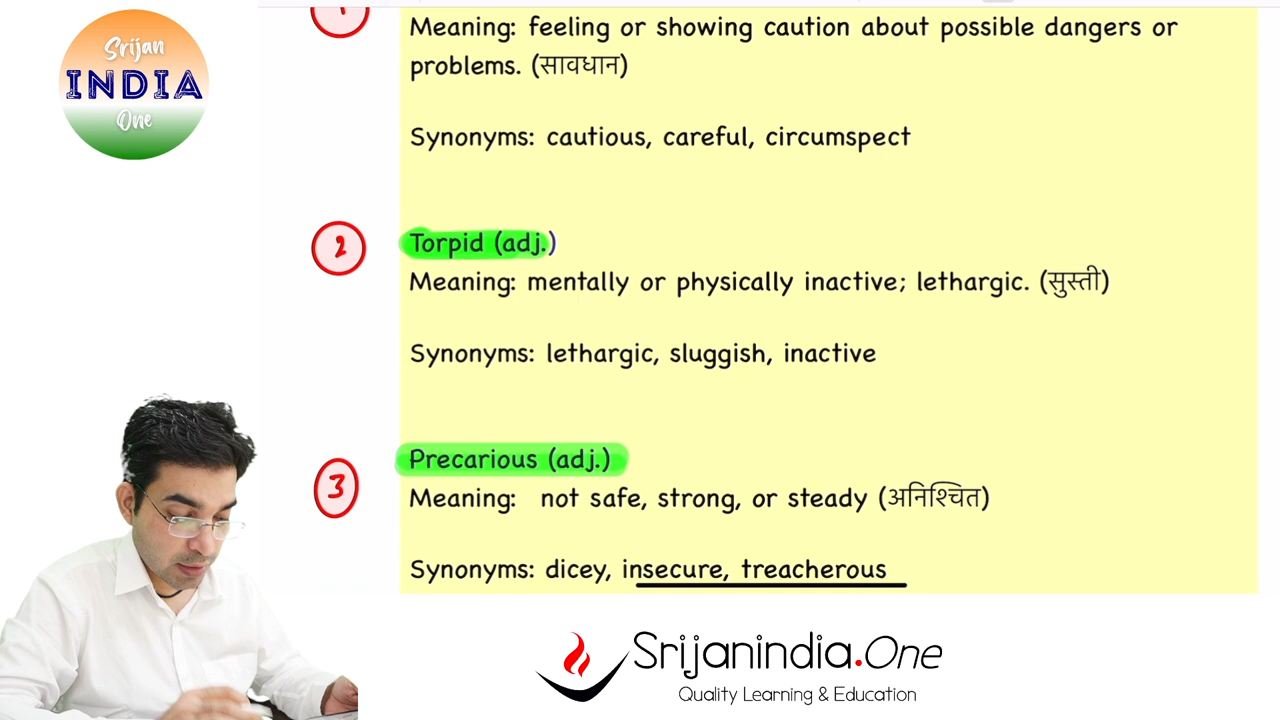 Srijan
INDIA
One
1
Meaning: feeling or showing caution about possible dangers or
problems. (सावधान)
Synonyms: cautious, careful, circumspect
2
Torpid (adj.)
Meaning: mentally or physically inactive; lethargic. (सुस्ती)
Synonyms: lethargic, sluggish, inactive
3
Precarious (adj.)
Meaning: not safe, strong, or steady (अनिश्चित)
Synonyms: dicey, insecure, treacherous
Srijanindia.One
Quality Learning & Education